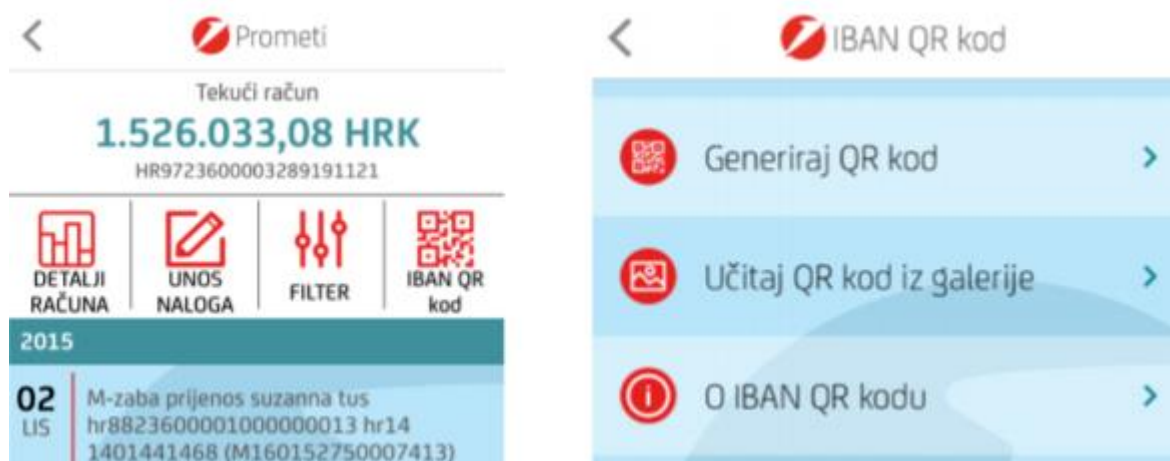 Prometi
Tekući račun
1.526.033,08 HRK
HR9723600003289191121
DETALJI
RAČUNA
UNOS
NALOGA
FILTER
IBAN QR
kod
2015
02
LIS
M-zaba prijenos suzanna tus
hr8823600001000000013 hr14
1401441468 (M160152750007413)
IBAN QR kod
Generiraj QR kod
Učitaj QR kod iz galerije
O IBAN QR kodu